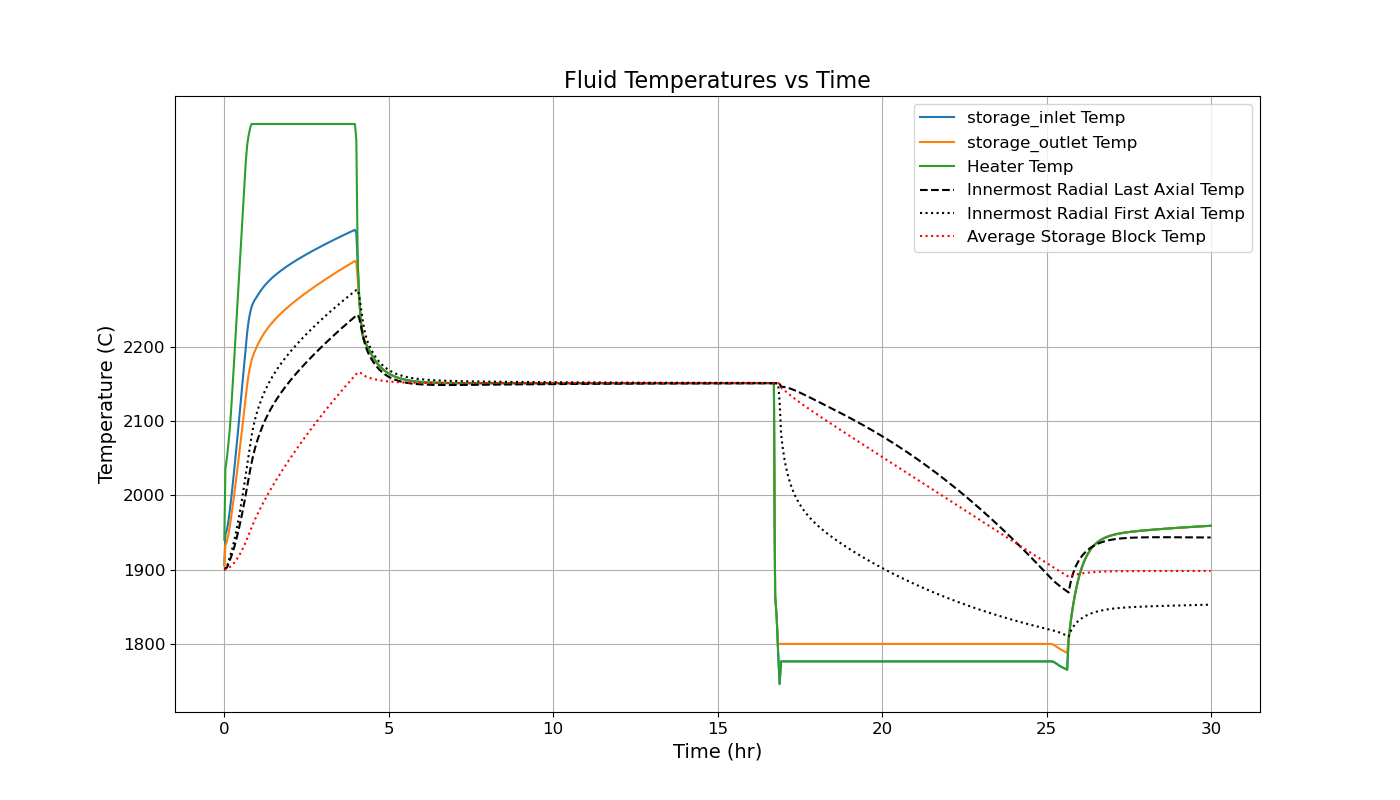 Fluid Temperatures vs Time
storage_inlet Temp
storage_outlet Temp
Heater Temp
Innermost Radial Last Axial Temp
Innermost Radial First Axial Temp
Average Storage Block Temp
Temperature (C)
2200
2100
2000
1900
1800
0 5 10 15 20 25 30
Time (hr)